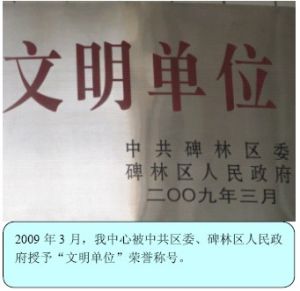 文明单位
中共碑林区委
碑林区人民政府
二〇〇九年三月
2009 年 3 月，我中心被中共区委、碑林区人民政
府授予“文明单位”荣誉称号。